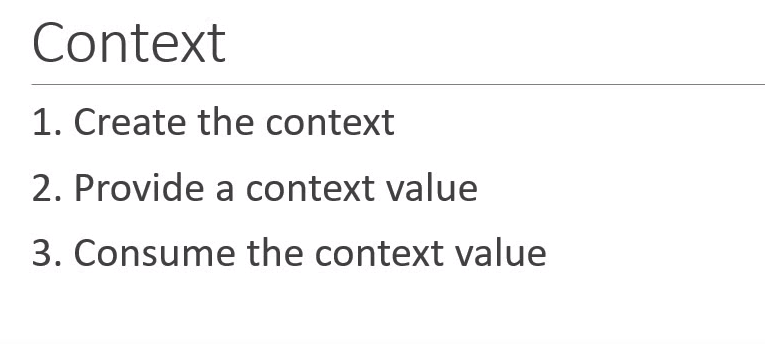 Context
1. Create the context
2. Provide a context value
3. Consume the context value